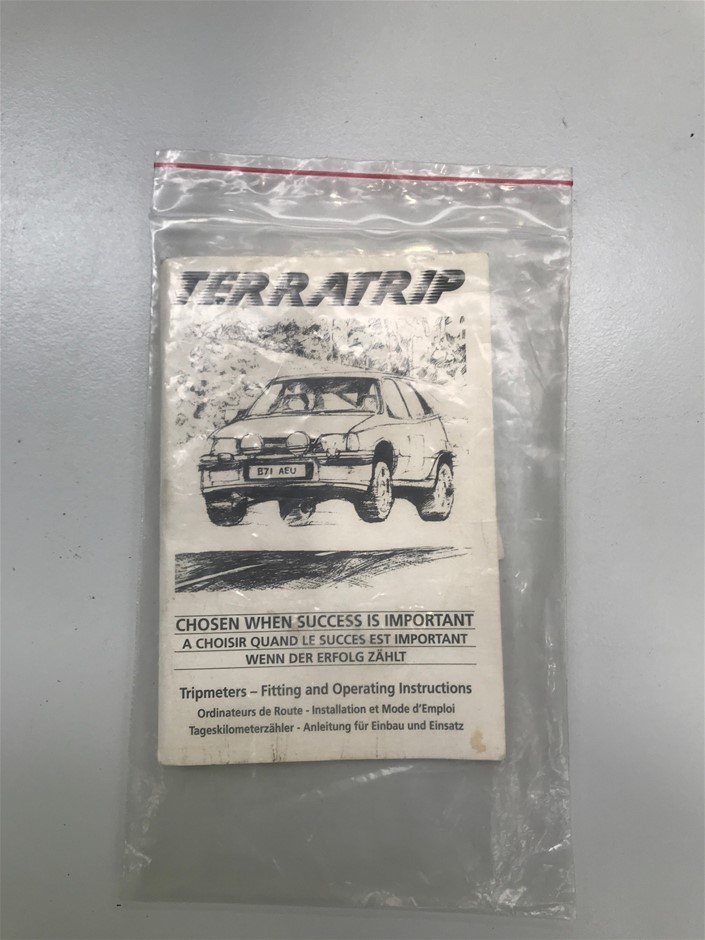 TERRATRIP
B71 AEU
CHOSEN WHEN SUCCESS IS IMPORTANT
A CHOISIR QUAND LE SUCCES EST IMPORTANT
WENN DER ERFOLG ZÄHLT
Tripmeters – Fitting and Operating Instructions
Ordinateurs de Route - Installation et Mode d'Emploi
Tageskilometerzähler - Anleitung für Einbau und Einsatz